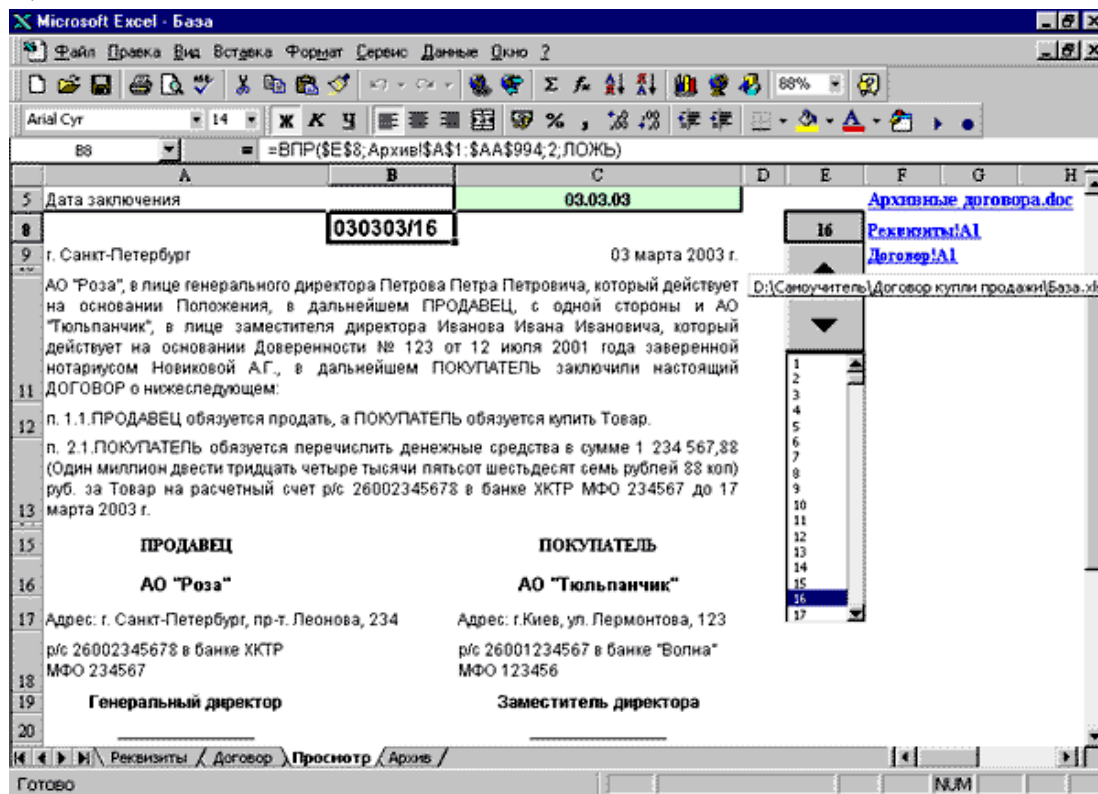 Microsoft Excel - База
Файл Правка Вид Вставка Формат Сервис Данные Окно ?
88%
Arial Cyr 14 Ж К Ч % ,
B8 = =ВПР($E$8;Архив!$A$1:$AA$994;2;ЛОЖЬ)
A B C D E F G H
5 Дата заключения 03.03.03 Архивные договора.doc
8 030303/16 16 Реквизиты!A1
9 г. Санкт-Петербург 03 марта 2003 г. Договор!A1
D:\Самоучитель\Договор купли продажи\База.xls
АО "Роза", в лице генерального директора Петрова Петра Петровича, который действует
на основании Положения, в дальнейшем ПРОДАВЕЦ, с одной стороны и АО
"Тюльпанчик", в лице заместителя директора Иванова Ивана Ивановича, который
действует на основании Доверенности № 123 от 12 июля 2001 года заверенной
нотариусом Новиковой А.Г., в дальнейшем ПОКУПАТЕЛЬ заключили настоящий
11 ДОГОВОР о нижеследующем:
12 п. 1.1.ПРОДАВЕЦ обязуется продать, а ПОКУПАТЕЛЬ обязуется купить Товар.
п. 2.1.ПОКУПАТЕЛЬ обязуется перечислить денежные средства в сумме 1 234 567,88
(Один миллион двести тридцать четыре тысячи пятьсот шестьдесят семь рублей 88 коп)
руб. за Товар на расчетный счет р/с 26002345678 в банке ХКТР МФО 234567 до 17
13 марта 2003 г.
1
2
3
4
5
6
7
8
9
10
11
12
13
14
15
16
17
15 ПРОДАВЕЦ ПОКУПАТЕЛЬ
16 АО "Роза" АО "Тюльпанчик"
17 Адрес: г. Санкт-Петербург, пр-т. Леонова, 234 Адрес: г.Киев, ул. Лермонтова, 123
р/с 26002345678 в банке ХКТР р/с 26001234567 в банке "Волна"
18 МФО 234567 МФО 123456
19 Генеральный директор Заместитель директора
20
Реквизиты Договор Просмотр Архив
Готово NUM